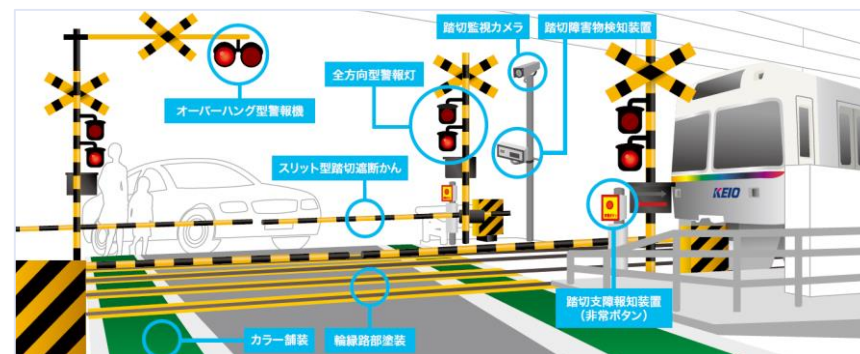 踏切監視カメラ
踏切障害物検知装置
全方向型警報灯
オーバーハング型警報機
スリット型踏切遮断かん
KEIO
踏切支障報知装置
（非常ボタン）
カラー舗装
輪縁路部塗装